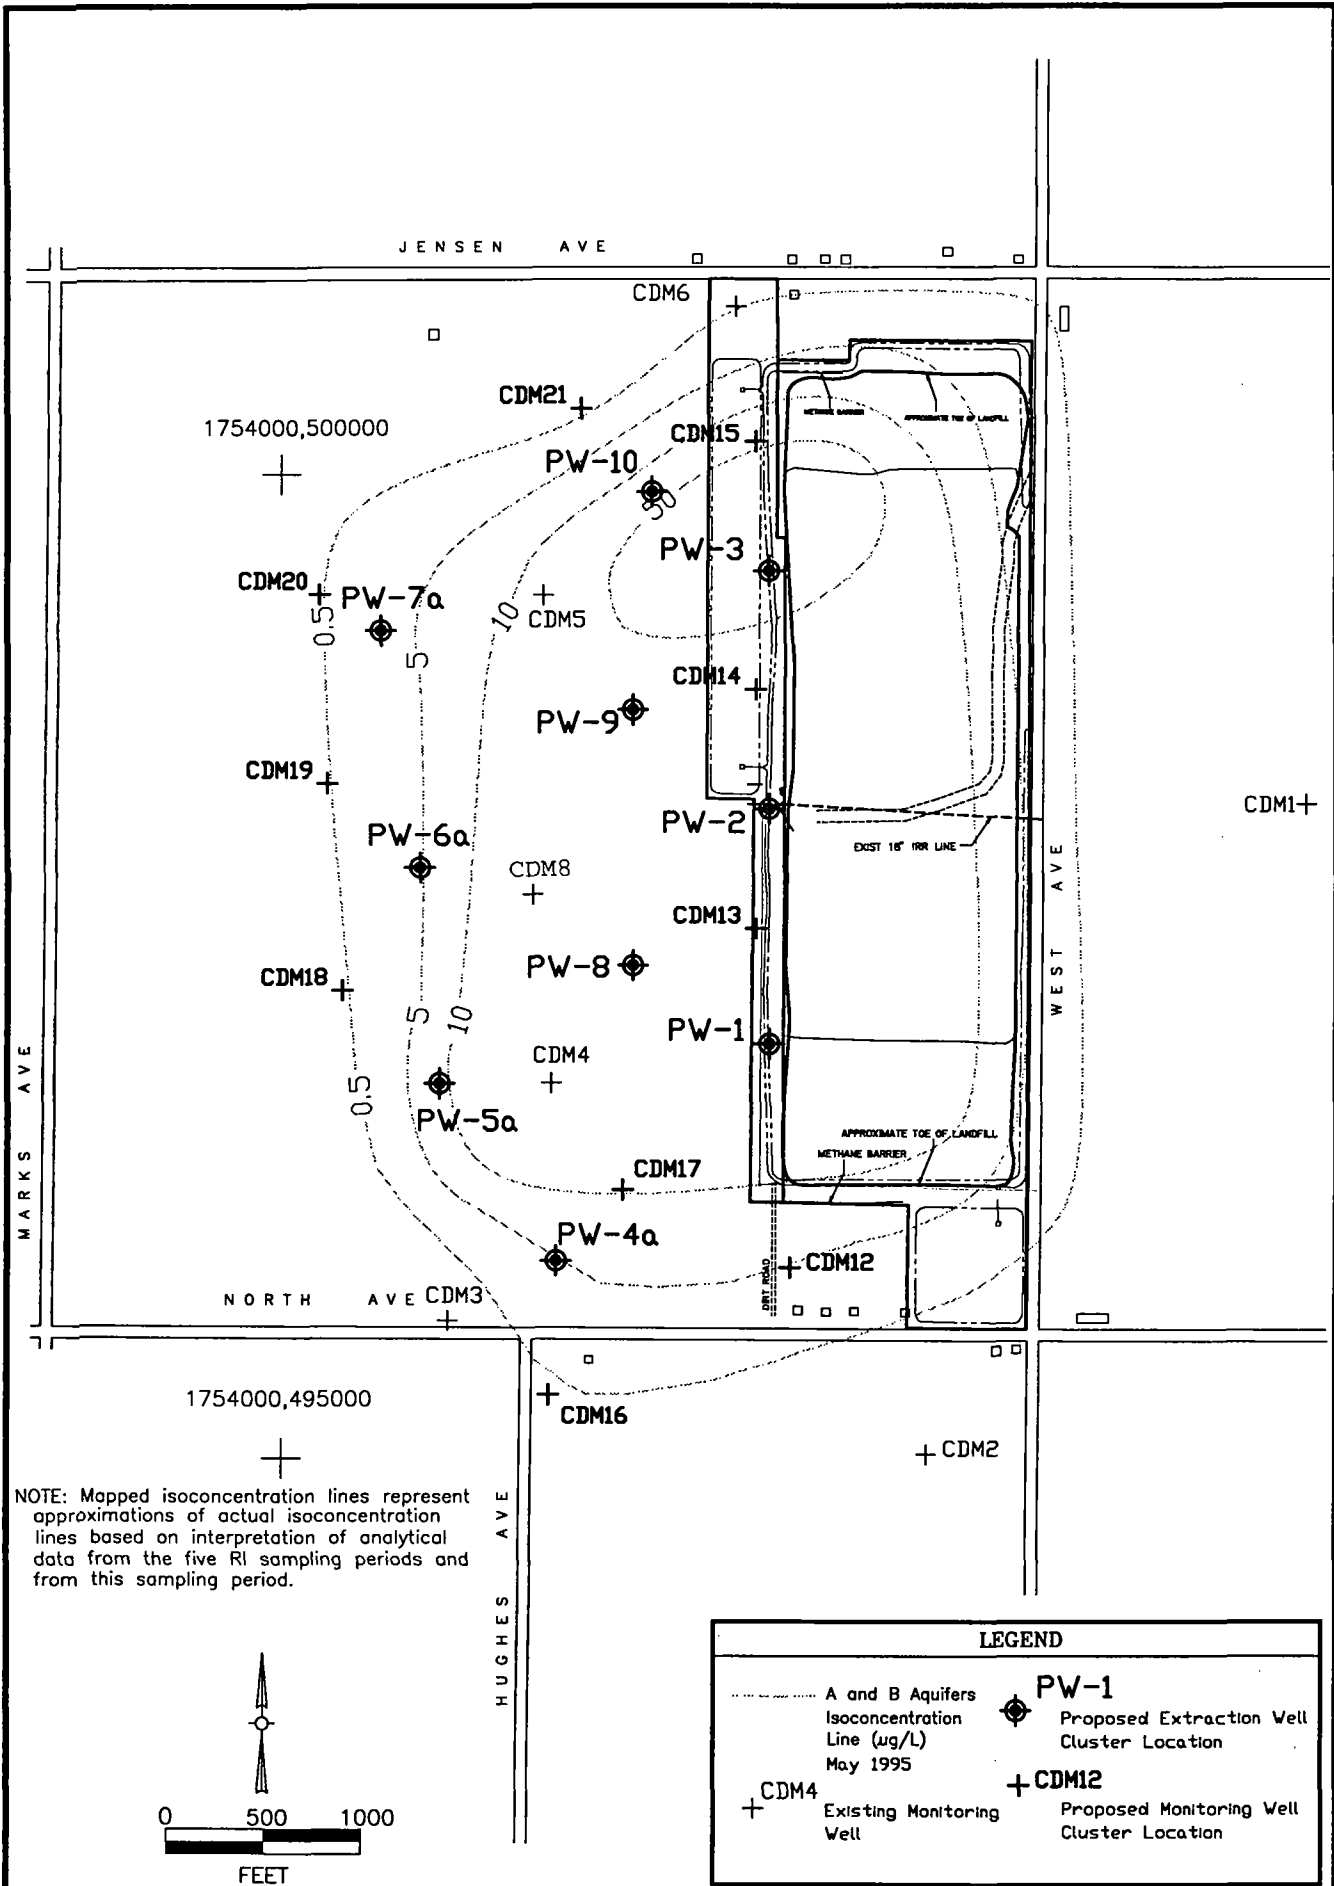 JENSEN AVE
CDM6
CDM21
1754000,500000
METHANE BARRIER
APPROXIMATE TOE OF LANDFILL
CDM15
PW-10
50
PW-3
CDM20
PW-7a
0.5
10
CDM5
5
CDM14
PW-9
CDM19
CDM1
PW-2
PW-6a
EXIST 18" IRR LINE
CDM8
WEST AVE
CDM13
PW-8
CDM18
5
10
PW-1
MARKS AVE
CDM4
0.5
PW-5a
APPROXIMATE TOE OF LANDFILL
METHANE BARRIER
CDM17
PW-4a
CDM12
DIRT ROAD
NORTH AVE
CDM3
1754000,495000
CDM16
CDM2
NOTE: Mapped isoconcentration lines represent
approximations of actual isoconcentration
lines based on interpretation of analytical
data from the five RI sampling periods and
from this sampling period.
HUGHES AVE
0 500 1000
FEET
LEGEND
A and B Aquifers
Isoconcentration
Line (ug/L)
May 1995
PW-1
Proposed Extraction Well
Cluster Location
CDM4
Existing Monitoring
Well
CDM12
Proposed Monitoring Well
Cluster Location